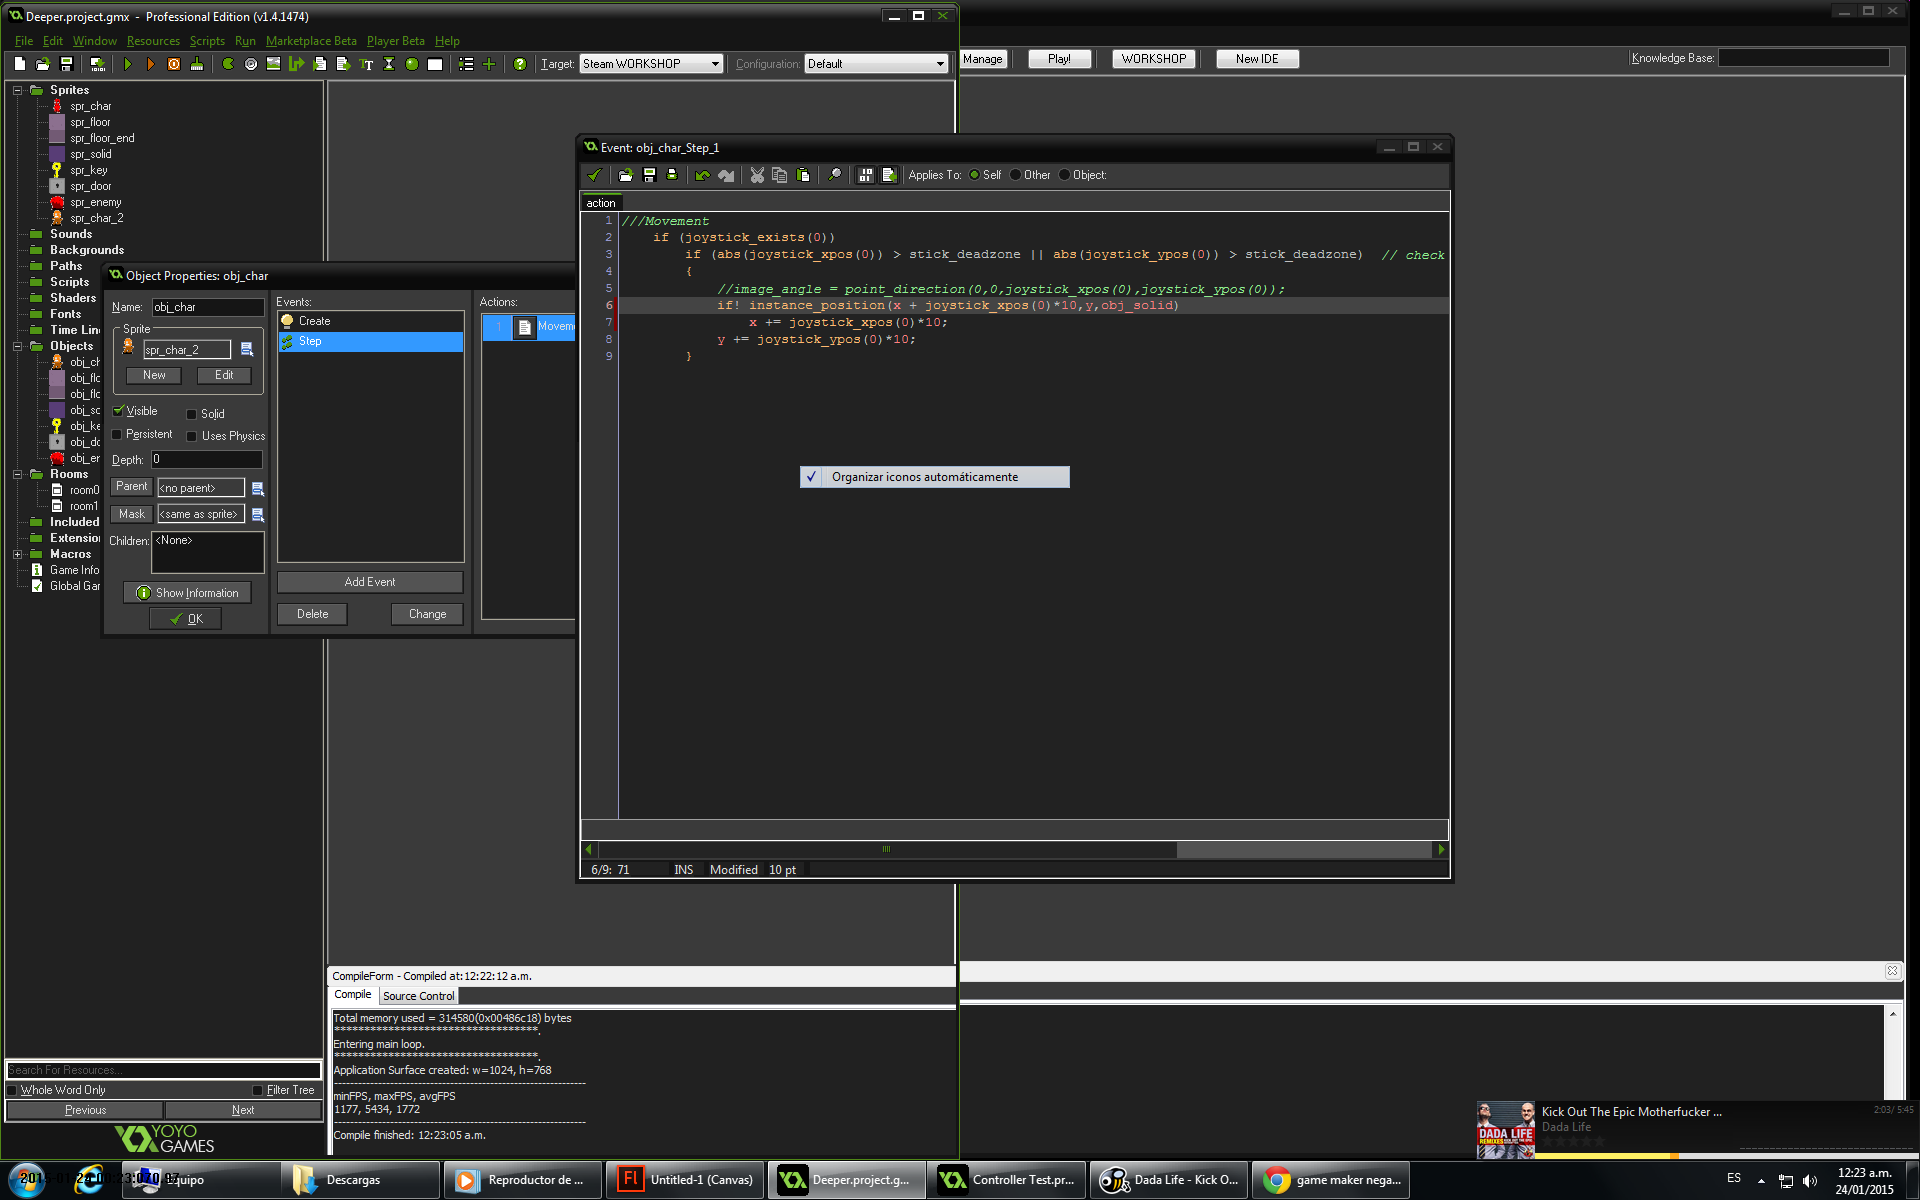 Deeper.project.gmx - Professional Edition (v1.4.1474)
File Edit Window Resources Scripts Run Marketplace Beta Player Beta Help
Target: Steam WORKSHOP Configuration: Default
Manage Play! WORKSHOP New IDE Knowledge Base:
Sprites
spr_char
spr_floor
spr_floor_end
spr_solid
spr_key
spr_door
spr_enemy
spr_char_2
Sounds
Backgrounds
Paths
Scripts
Shaders
Fonts
Time Lin
Objects
obj_ch
obj_flo
obj_flo
obj_so
obj_ke
obj_do
obj_er
Rooms
room0
room1
Included
Extension
Macros
Game Info
Global Gar
Object Properties: obj_char
Name: obj_char
Sprite
spr_char_2
New Edit
Visible Solid
Persistent Uses Physics
Depth: 0
Parent <no parent>
Mask <same as sprite>
Children: <None>
Show Information
OK
Events:
Create
Step
Add Event
Delete Change
Actions:
1 Movem
Event: obj_char_Step_1
Applies To: Self Other Object:
action
1 ///Movement
2 if (joystick_exists(0))
3 if (abs(joystick_xpos(0)) > stick_deadzone || abs(joystick_ypos(0)) > stick_deadzone) // check
4 {
5 //image_angle = point_direction(0,0,joystick_xpos(0),joystick_ypos(0));
6 if! instance_position(x + joystick_xpos(0)*10,y,obj_solid)
7 x += joystick_xpos(0)*10;
8 y += joystick_ypos(0)*10;
9 }
Organizar iconos automáticamente
6/9: 71 INS Modified 10 pt
CompileForm - Compiled at:12:22:12 a.m.
Compile Source Control
Total memory used = 314580(0x00486c18) bytes
***********************************.
Entering main loop.
***********************************.
Application Surface created: w=1024, h=768
---------------------------------------------------------------
minFPS, maxFPS, avgFPS
1177, 5434, 1772
---------------------------------------------------------------
Compile finished: 12:23:05 a.m.
Search For Resources...
Whole Word Only Filter Tree
Previous Next
YOYO
GAMES
Kick Out The Epic Motherfucker ... 2:03/ 5:45
Dada Life
DADA LIFE
REMIXES
Equipo
Descargas
Reproductor de ...
Untitled-1 (Canvas)
Deeper.project.g...
Controller Test.pr...
Dada Life - Kick O...
game maker nega...
ES
12:23 a.m.
24/01/2015